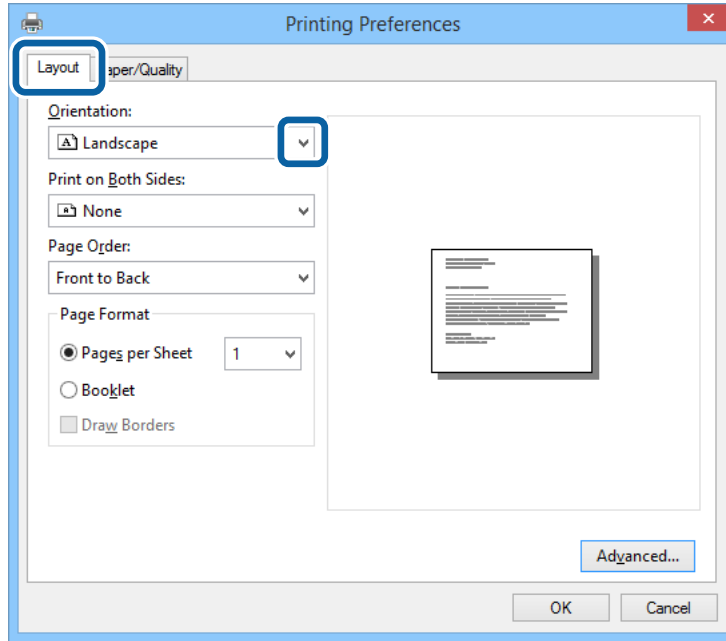 Printing Preferences
Layout
aper/Quality
Orientation:
Landscape
Print on Both Sides:
None
Page Order:
Front to Back
Page Format
Pages per Sheet 1
Booklet
Draw Borders
Advanced...
OK Cancel